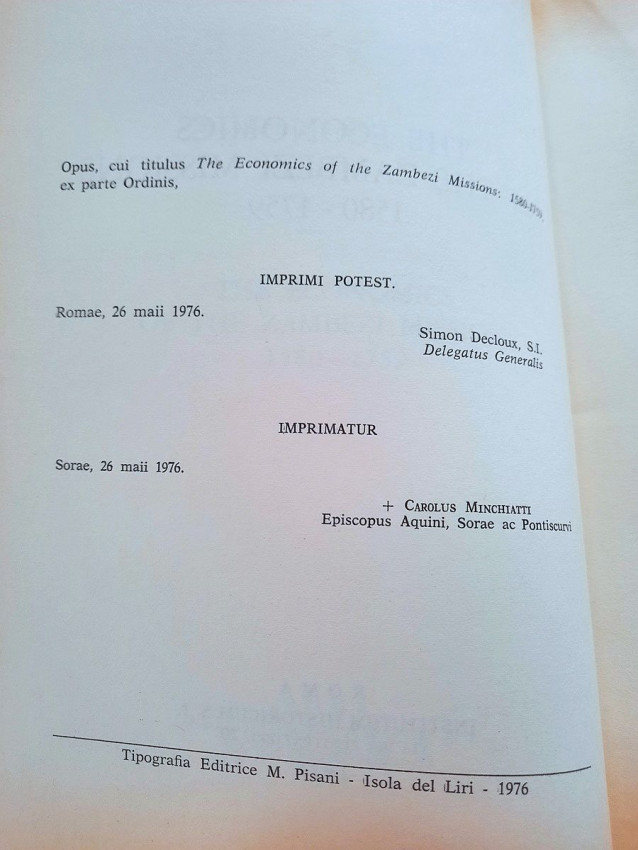 Opus, cui titulus The Economics of the Zambezi Missions: 1580-1759,
ex parte Ordinis,
IMPRIMI POTEST.
Romae, 26 maii 1976.
Simon Decloux, S.I.
Delegatus Generalis
IMPRIMATUR
Sorae, 26 maii 1976.
+ CAROLUS MINCHIATTI
Episcopus Aquini, Sorae ac Pontiscurvi
Tipografia Editrice M. Pisani - Isola del Liri - 1976